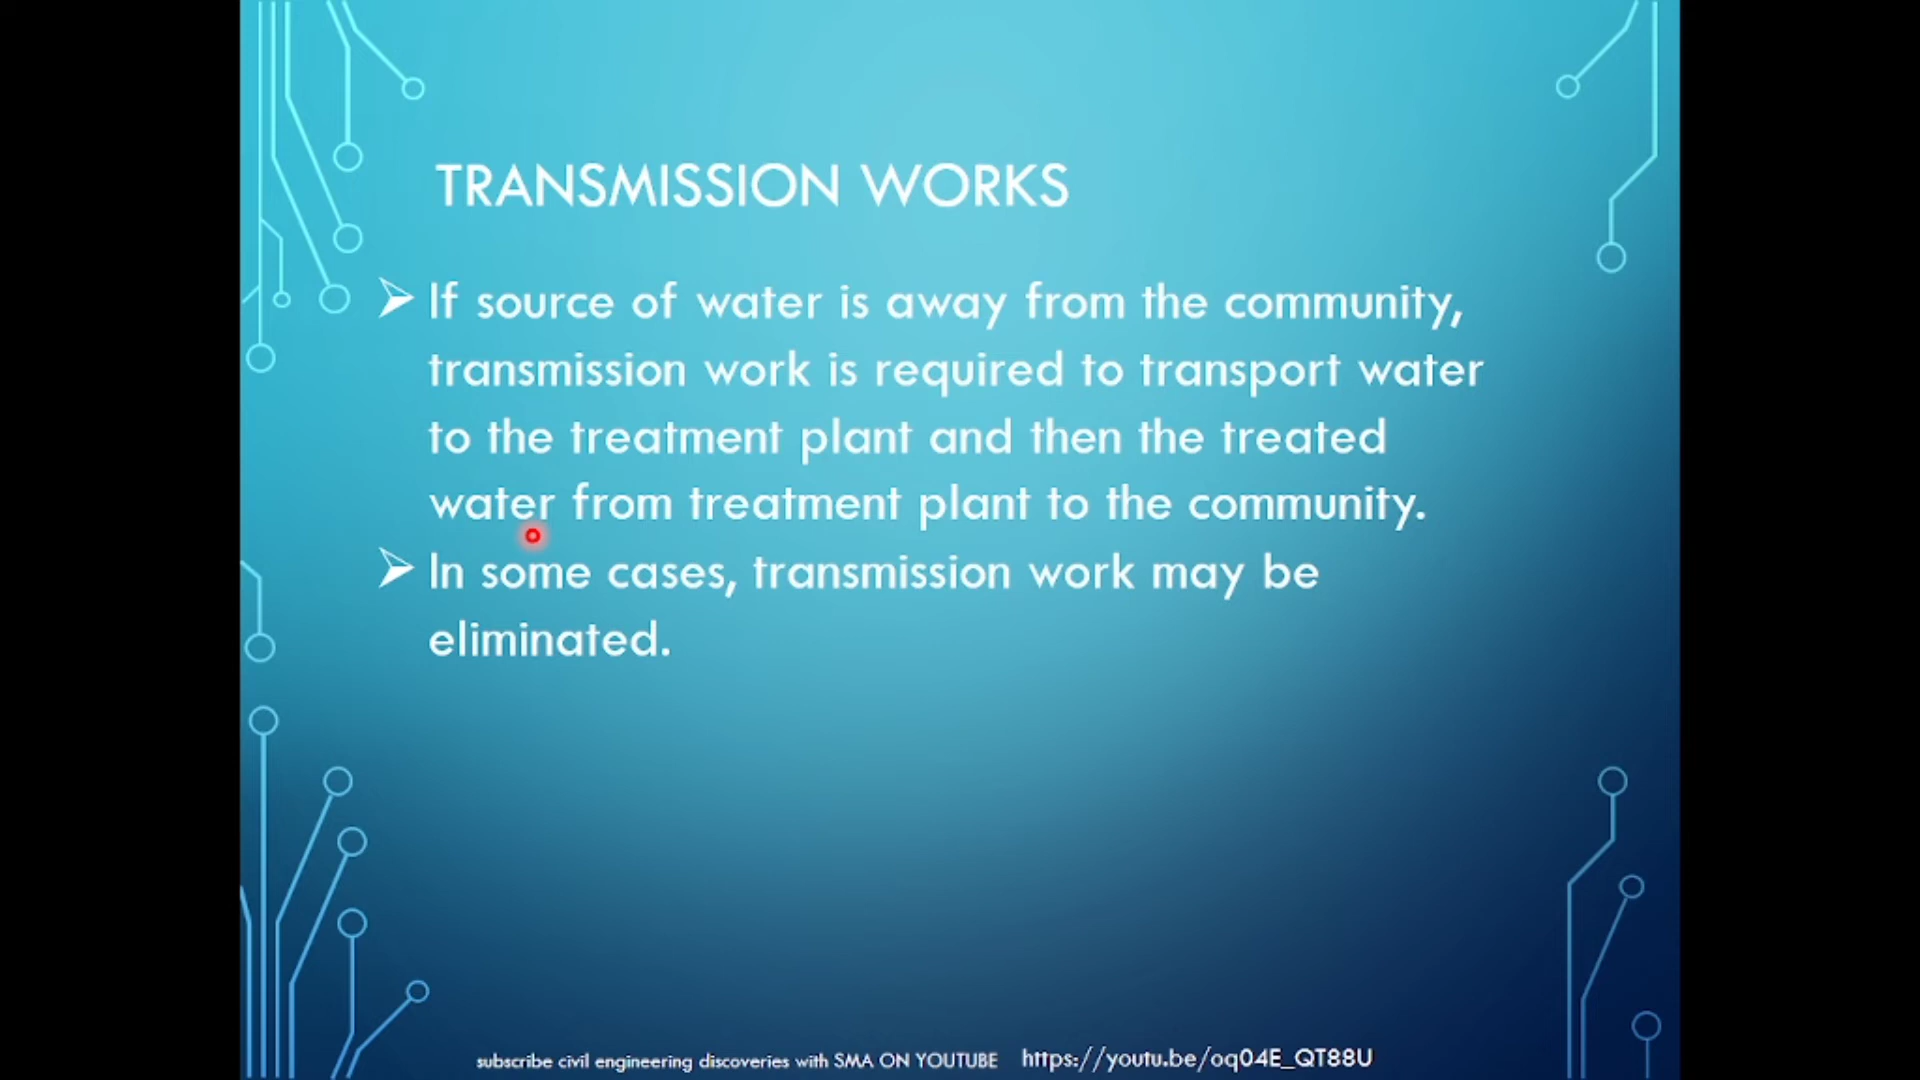 TRANSMISSION WORKS
If source of water is away from the community,
transmission work is required to transport water
to the treatment plant and then the treated
water from treatment plant to the community.
In some cases, transmission work may be
eliminated.
subscribe civil engineering discoveries with SMA ON YOUTUBE https://youtu.be/oq04E_QT88U